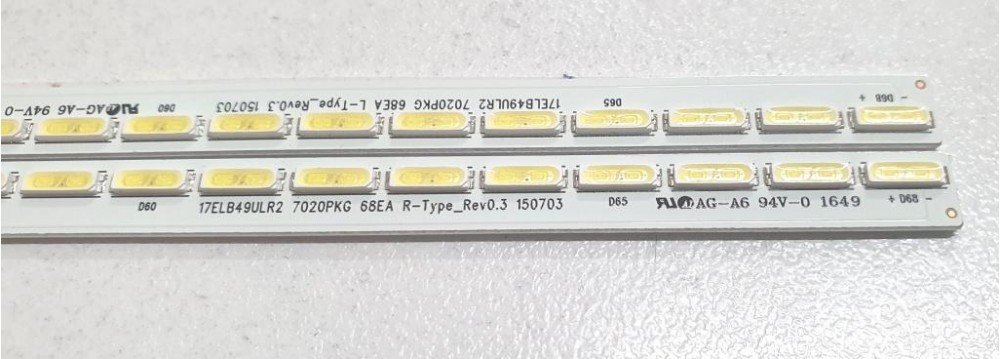 17ELB49ULR2 7020PKG 68EA L-Type_Rev0.3 150703
D60
D65
D68
+ -
AG-A6 94V-0
D60
17ELB49ULR2 7020PKG 68EA R-Type_Rev0.3 150703
D65
AG-A6 94V-0 1649
+ D68 -